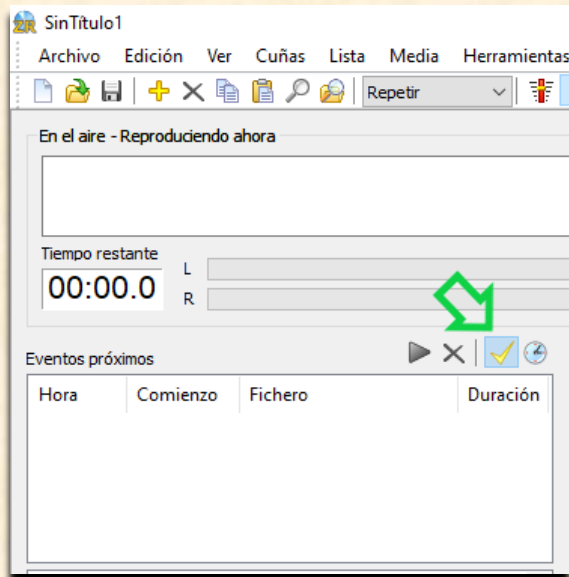 SinTítulo1
Archivo Edición Ver Cuñas Lista Media Herramientas
Repetir
En el aire - Reproduciendo ahora
Tiempo restante
L
00:00.0
R
Eventos próximos
Hora Comienzo Fichero Duración